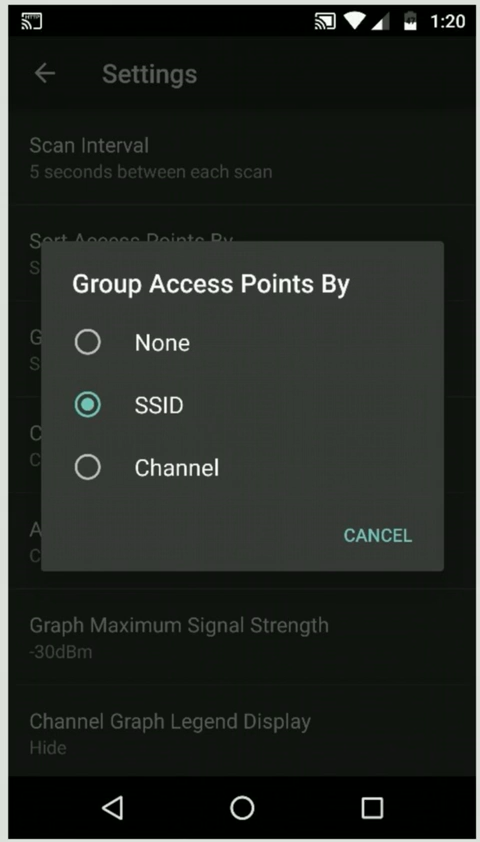 1:20
Settings
Scan Interval
5 seconds between each scan
Sort Access Points By
S
Group Access Points By
G
S
None
SSID
C
C
Channel
A
C
CANCEL
Graph Maximum Signal Strength
-30dBm
Channel Graph Legend Display
Hide